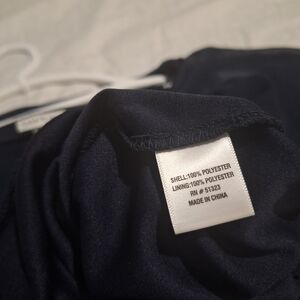 SHELL:100% POLYESTER
LINING:100% POLYESTER
RN # 51323
MADE IN CHINA